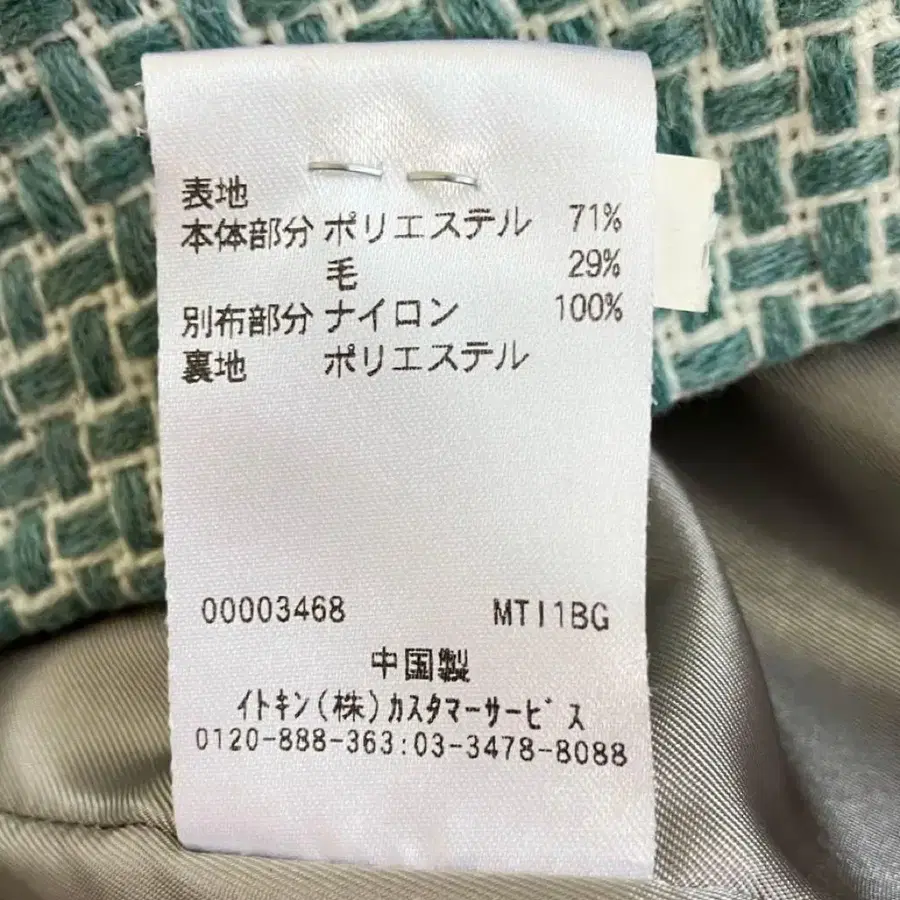 表地
本体部分 ポリエステル 71%
毛 29%
別布部分 ナイロン 100%
裏地 ポリエステル
00003468 MTI1BG
中国製
イトキン(株)カスタマーサービス
0120-888-363:03-3478-8088